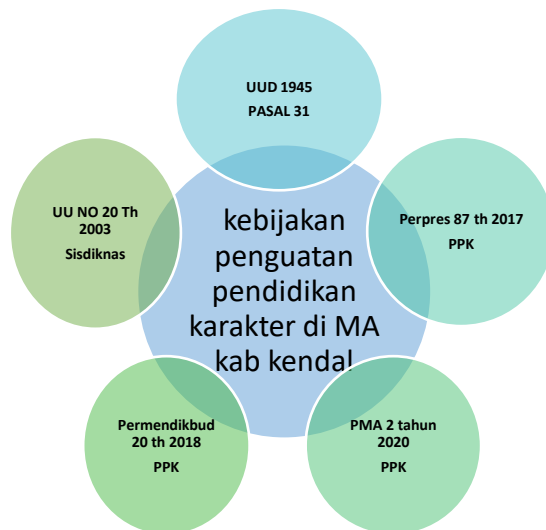 UUD 1945
PASAL 31
UU NO 20 Th
2003
Sisdiknas
Perpres 87 th 2017
PPK
kebijakan
penguatan
pendidikan
karakter di MA
kab kendal
Permendikbud
20 th 2018
PPK
PMA 2 tahun
2020
PPK